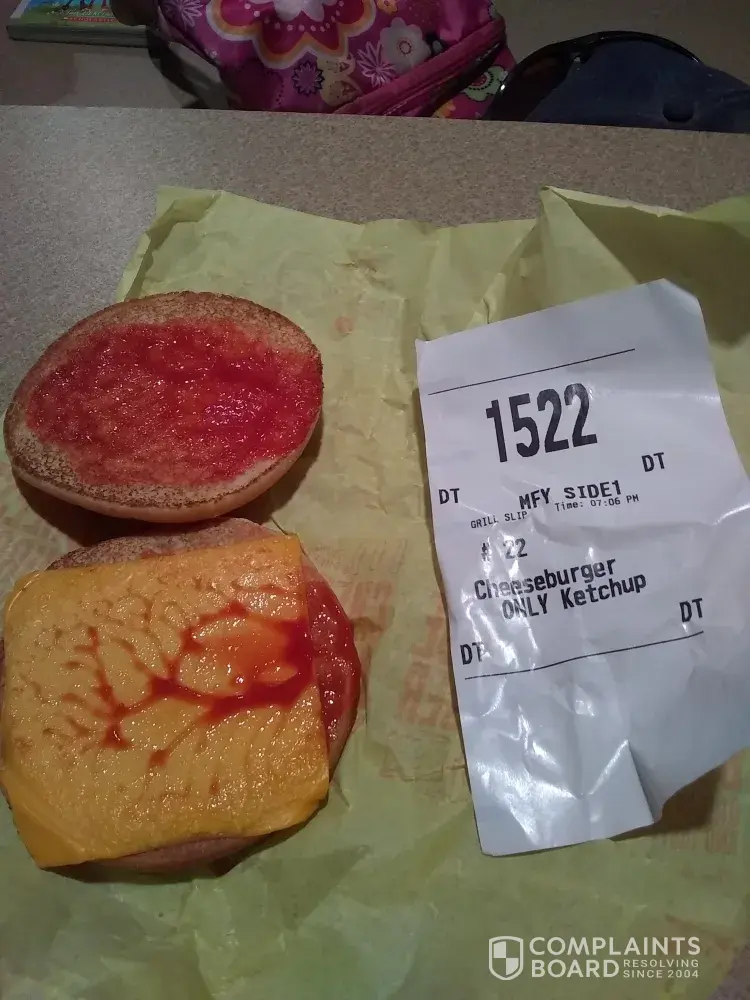 1522
DT
DT
MFY SIDE1
GRILL SLIP Time: 07:06 PM
# 22
Cheeseburger
ONLY Ketchup
DT
DT
COMPLAINTS
BOARD RESOLVING
SINCE 2004